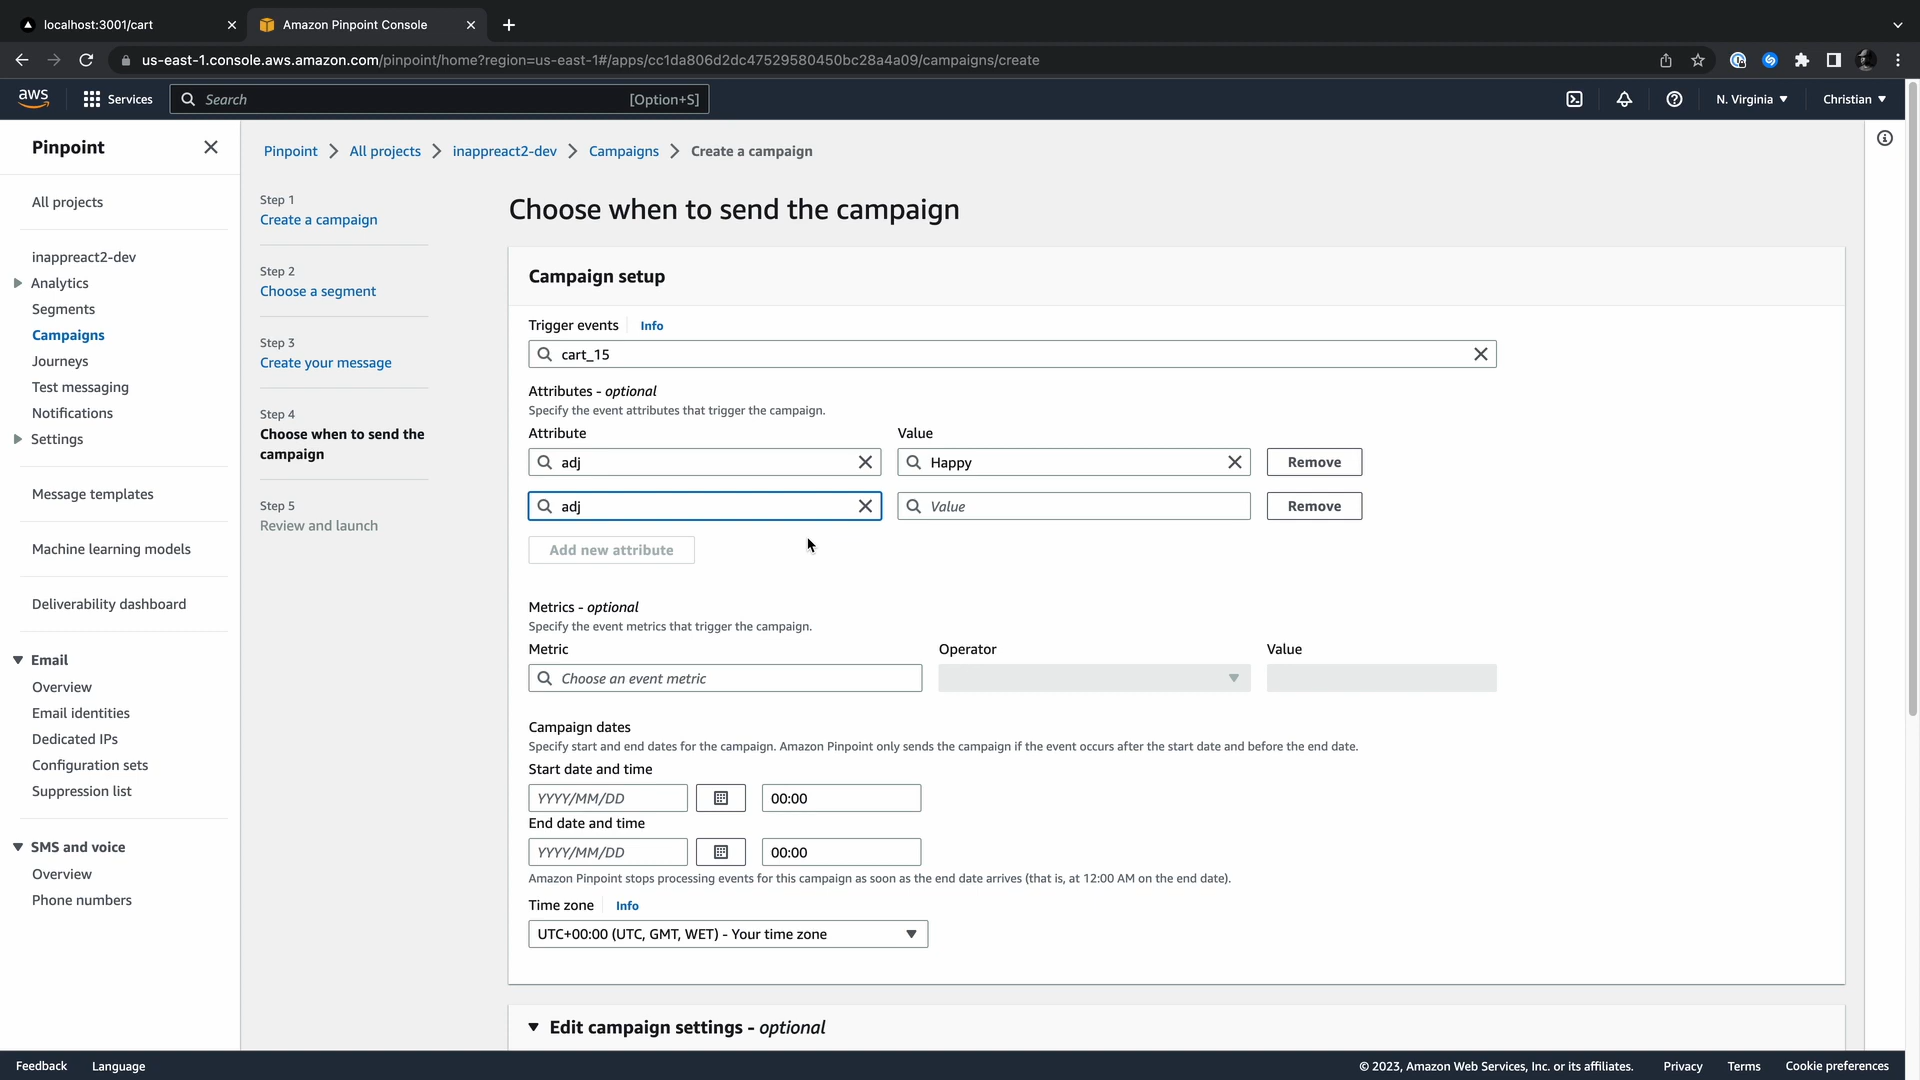 localhost:3001/cart
Amazon Pinpoint Console
us-east-1.console.aws.amazon.com/pinpoint/home?region=us-east-1#/apps/cc1da806d2dc47529580450bc28a4a09/campaigns/create
aws
Services
Search
[Option+S]
N. Virginia
Christian
Pinpoint
All projects
inappreact2-dev
Analytics
Segments
Campaigns
Journeys
Test messaging
Notifications
Settings
Message templates
Machine learning models
Deliverability dashboard
Email
Overview
Email identities
Dedicated IPs
Configuration sets
Suppression list
SMS and voice
Overview
Phone numbers
Pinpoint > All projects > inappreact2-dev > Campaigns > Create a campaign
Step 1
Create a campaign
Step 2
Choose a segment
Step 3
Create your message
Step 4
Choose when to send the
campaign
Step 5
Review and launch
Choose when to send the campaign
Campaign setup
Trigger events Info
cart_15
Attributes - optional
Specify the event attributes that trigger the campaign.
Attribute Value
adj Happy Remove
adj Value Remove
Add new attribute
Metrics - optional
Specify the event metrics that trigger the campaign.
Metric Operator Value
Choose an event metric
Campaign dates
Specify start and end dates for the campaign. Amazon Pinpoint only sends the campaign if the event occurs after the start date and before the end date.
Start date and time
YYYY/MM/DD 00:00
End date and time
YYYY/MM/DD 00:00
Amazon Pinpoint stops processing events for this campaign as soon as the end date arrives (that is, at 12:00 AM on the end date).
Time zone Info
UTC+00:00 (UTC, GMT, WET) - Your time zone
Edit campaign settings - optional
Feedback Language © 2023, Amazon Web Services, Inc. or its affiliates. Privacy Terms Cookie preferences